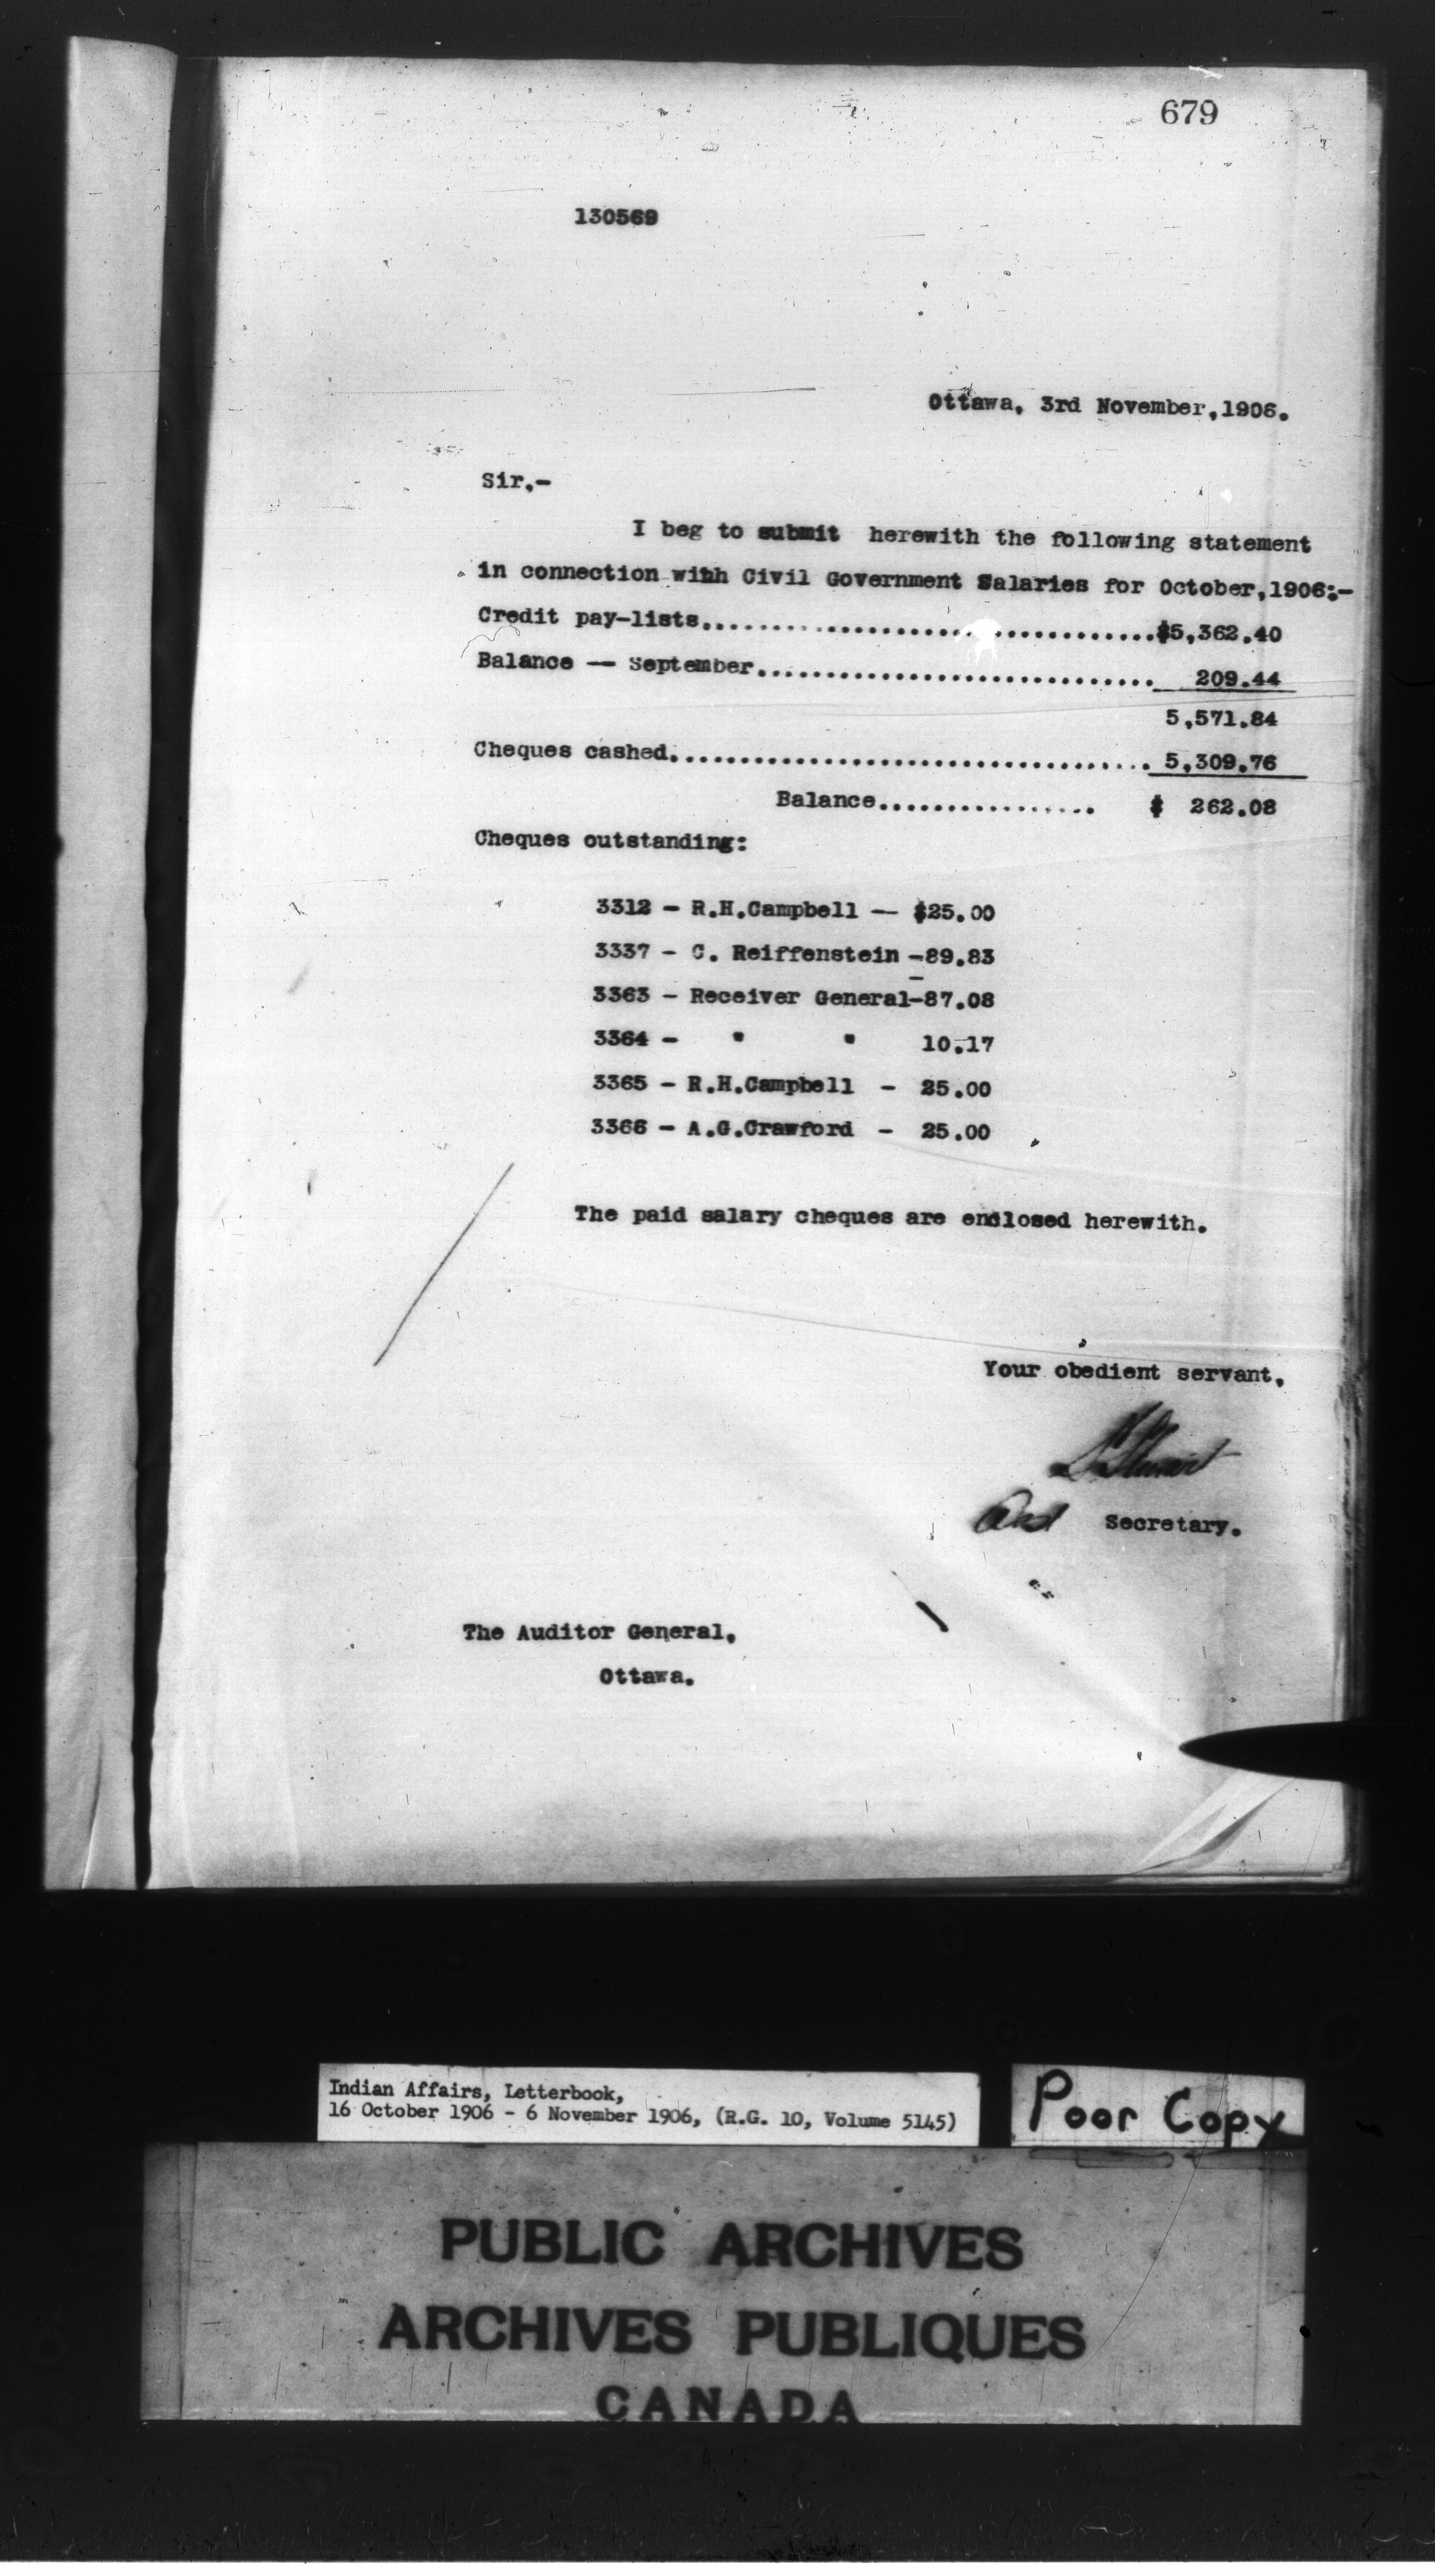 679
130569
Ottawa, 3rd November,1906.
Sir,-
I beg to submit herewith the following statement
in connection with Civil Government Salaries for October,1906:-
Credit pay-lists....................................$5,362.40
Balance -- September............................. 209.44
5,571.84
Cheques cashed.................................... 5,309.76
Balance................ $ 262.08
Cheques outstanding:
3312 - R.H.Campbell -- $25.00
3337 - C. Reiffenstein -89.83
3363 - Receiver General-87.08
3364 - " " 10.17
3365 - R.H.Campbell - 25.00
3366 - A.G.Crawford - 25.00
The paid salary cheques are enclosed herewith.
Your obedient servant,
Stewart
Secretary.
The Auditor General,
Ottawa.
Indian Affairs, Letterbook,
16 October 1906 - 6 November 1906, (R.G. 10, Volume 5145)
Poor Copy
PUBLIC ARCHIVES
ARCHIVES PUBLIQUES
CANADA